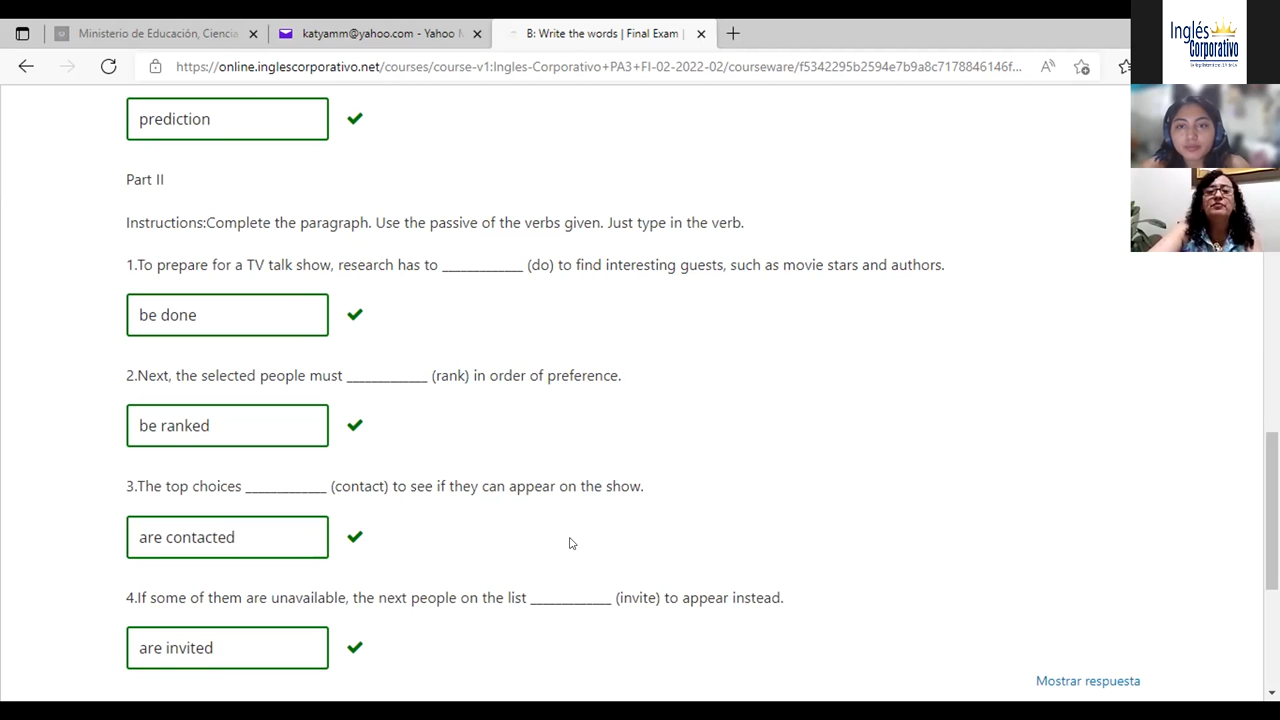 Ministerio de Educación, Ciencia
katyamm@yahoo.com - Yahoo M
B: Write the words | Final Exam |
https://online.inglescorporativo.net/courses/course-v1:Ingles-Corporativo+PA3+FI-02-2022-02/courseware/f5342295b2594e7b9a8c7178846146f...
Inglés
Corporativo
prediction
Part II
Instructions:Complete the paragraph. Use the passive of the verbs given. Just type in the verb.
1.To prepare for a TV talk show, research has to _____________ (do) to find interesting guests, such as movie stars and authors.
be done
2.Next, the selected people must _____________ (rank) in order of preference.
be ranked
3.The top choices _____________ (contact) to see if they can appear on the show.
are contacted
4.If some of them are unavailable, the next people on the list _____________ (invite) to appear instead.
are invited
Mostrar respuesta